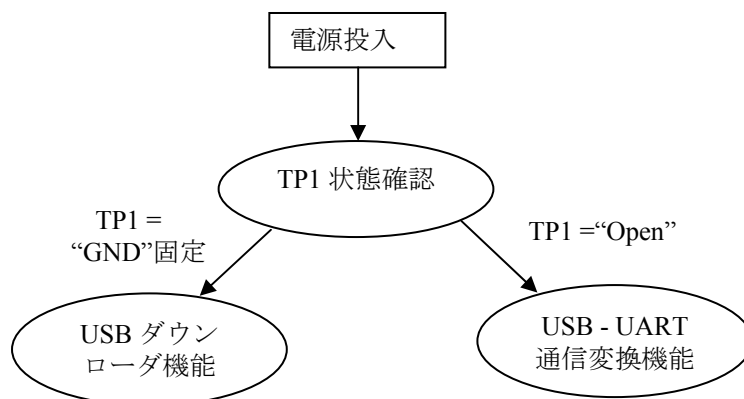 電源投入
TP1 状態確認
TP1 =
“GND”固定
TP1 =“Open”
USB ダウン
ローダ機能
USB - UART
通信変換機能